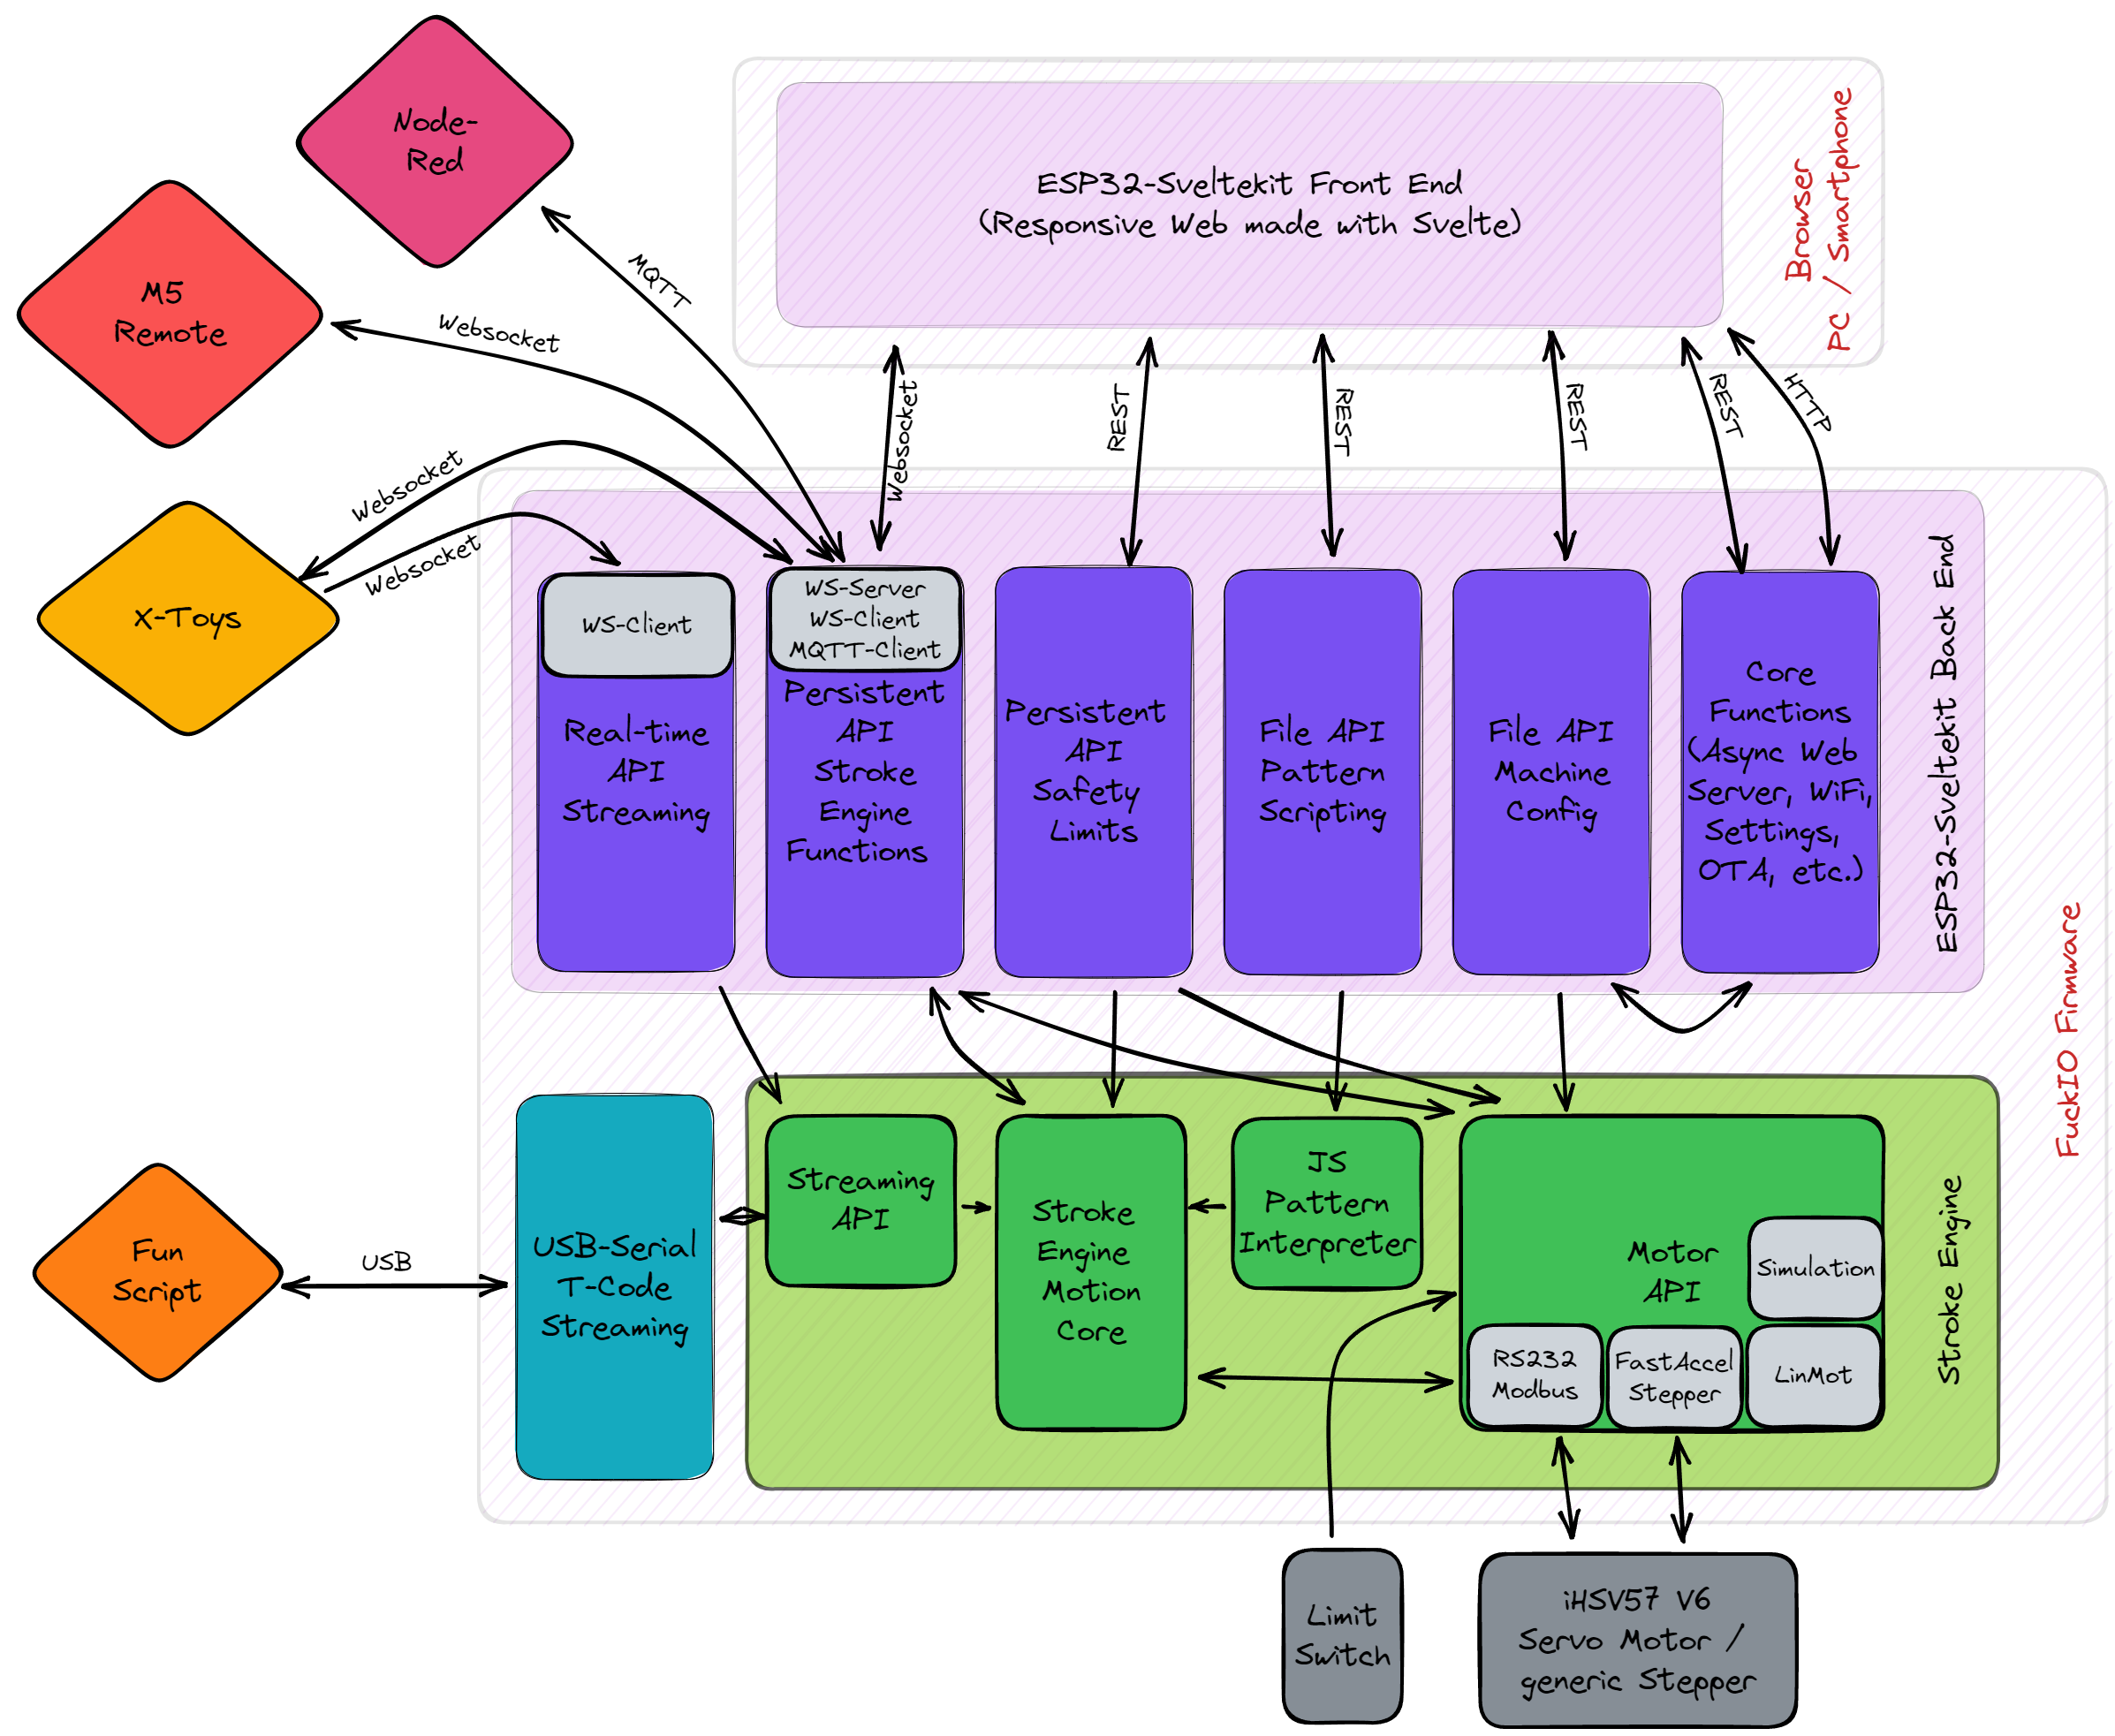 Node-
Red
M5
Remote
X-Toys
Fun
Script
MQTT
Websocket
Websocket
Websocket
USB
ESP32-Sveltekit Front End
(Responsive Web made with Svelte)
Browser
PC / Smartphone
Websocket
REST
REST
REST
REST
HTTP
WS-Client
Real-time
API
Streaming
WS-Server
WS-Client
MQTT-Client
Persistent
API
Stroke
Engine
Functions
Persistent
API
Safety
Limits
File API
Pattern
Scripting
File API
Machine
Config
Core
Functions
(Async Web
Server, WiFi,
Settings,
OTA, etc.)
ESP32-Sveltekit Back End
FuckIO Firmware
USB-Serial
T-Code
Streaming
Streaming
API
Stroke
Engine
Motion
Core
JS
Pattern
Interpreter
Motor
API
Simulation
RS232
Modbus
FastAccel
Stepper
LinMot
Stroke Engine
Limit
Switch
iHSV57 V6
Servo Motor /
generic Stepper